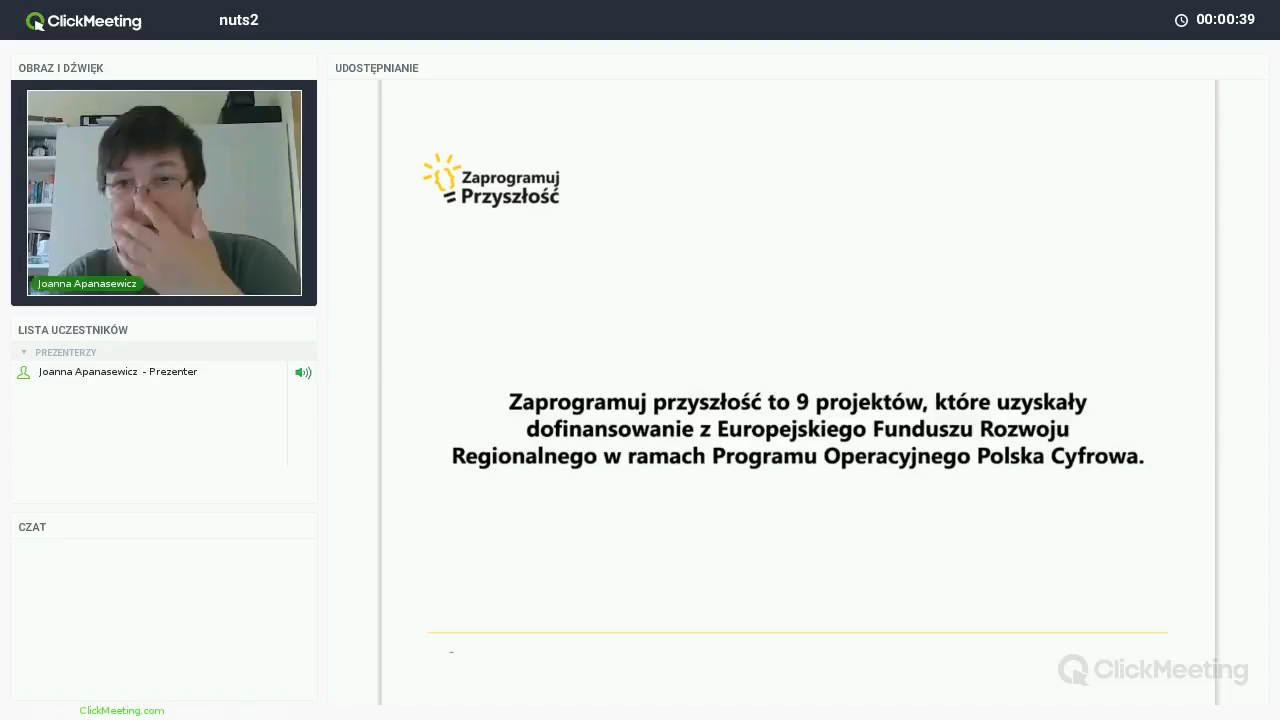 ClickMeeting
nuts2
00:00:39
OBRAZ I DŹWIĘK
Joanna Apanasewicz
LISTA UCZESTNIKÓW
PREZENTERZY
Joanna Apanasewicz - Prezenter
CZAT
ClickMeeting.com
UDOSTĘPNIANIE
Zaprogramuj
Przyszłość
Zaprogramuj przyszłość to 9 projektów, które uzyskały
dofinansowanie z Europejskiego Funduszu Rozwoju
Regionalnego w ramach Programu Operacyjnego Polska Cyfrowa.
ClickMeeting